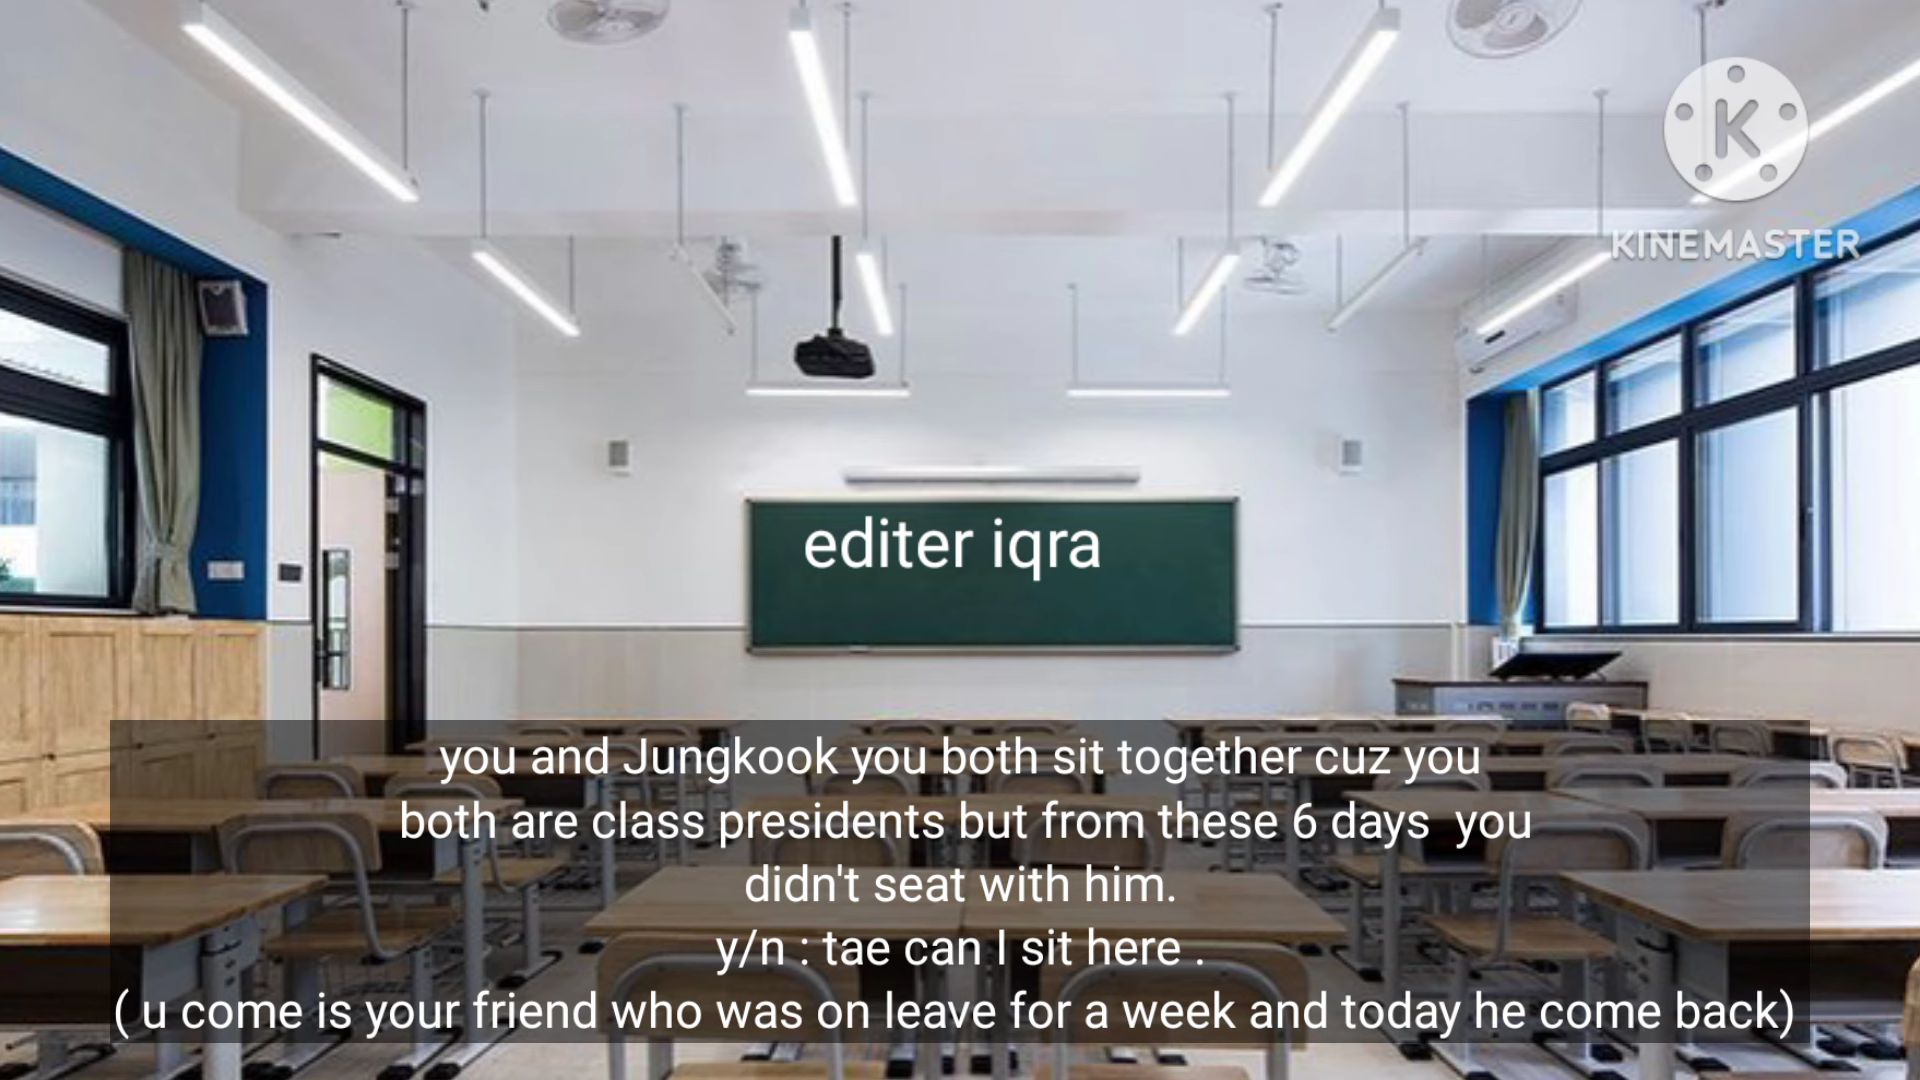 KINEMASTER
editer iqra
you and Jungkook you both sit together cuz you
both are class presidents but from these 6 days you
didn't seat with him.
y/n : tae can I sit here .
( u come is your friend who was on leave for a week and today he come back)